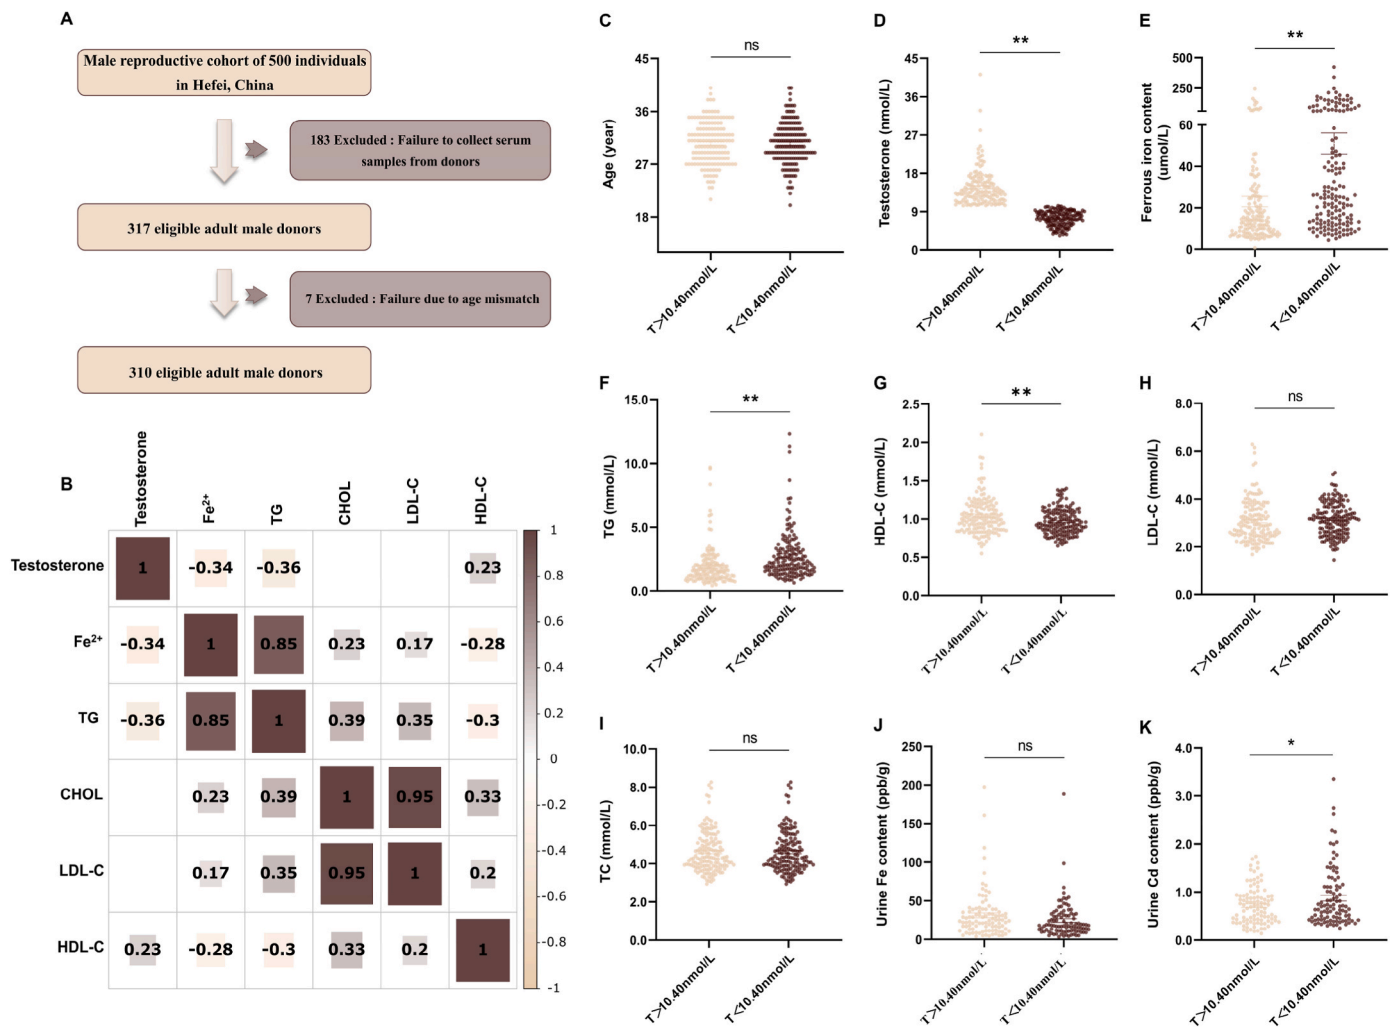 A
Male reproductive cohort of 500 individuals
in Hefei, China
183 Excluded : Failure to collect serum
samples from donors
317 eligible adult male donors
7 Excluded : Failure due to age mismatch
310 eligible adult male donors
B
Testosterone
Fe²⁺
TG
CHOL
LDL-C
HDL-C
Testosterone 1 -0.34 -0.36 0.23
Fe²⁺ -0.34 1 0.85 0.23 0.17 -0.28
TG -0.36 0.85 1 0.39 0.35 -0.3
CHOL 0.23 0.39 1 0.95 0.33
LDL-C 0.17 0.35 0.95 1 0.2
HDL-C 0.23 -0.28 -0.3 0.33 0.2 1
1
0.8
0.6
0.4
0.2
0
-0.2
-0.4
-0.6
-0.8
-1
C
ns
Age (year)
45
36
27
18
T>10.40nmol/L
T<10.40nmol/L
D
**
Testosterone (nmol/L)
45
36
27
18
9
0
T>10.40nmol/L
T<10.40nmol/L
E
**
Ferrous iron content
(umol/L)
500
250
60
40
20
0
T>10.40nmol/L
T<10.40nmol/L
F
**
TG (mmol/L)
15.0
10.0
5.0
0.0
T>10.40nmol/L
T<10.40nmol/L
G
**
HDL-C (mmol/L)
2.5
2.0
1.5
1.0
0.5
0.0
T>10.40nmol/L
T<10.40nmol/L
H
ns
LDL-C (mmol/L)
8.0
6.0
4.0
2.0
0.0
T>10.40nmol/L
T<10.40nmol/L
I
ns
TC (mmol/L)
10.0
8.0
6.0
4.0
2.0
0.0
T>10.40nmol/L
T<10.40nmol/L
J
ns
Urine Fe content (ppb/g)
250
200
150
100
50
0
T>10.40nmol/L
T<10.40nmol/L
K
*
Urine Cd content (ppb/g)
4.0
3.0
2.0
1.0
0.0
T>10.40nmol/L
T<10.40nmol/L